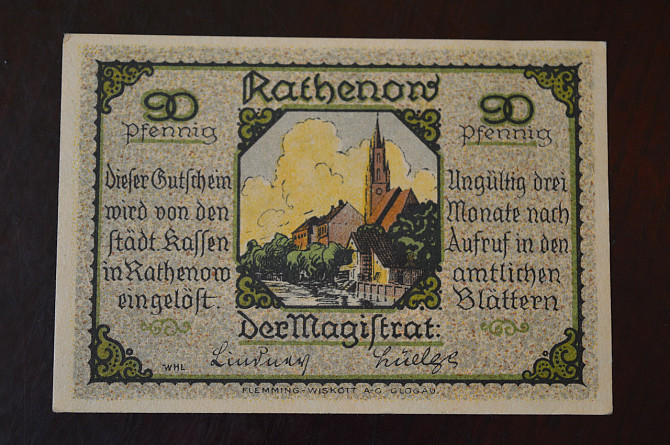 Rathenow
90
Pfennig
90
Pfennig
Dieser Gutschein
wird von den
städt. Kassen
in Rathenow
eingelöst.
Ungültig drei
Monate nach
Aufruf in den
amtlichen
Blättern
der Magistrat:
Lindner
WHL
FLEMMING-WISKOTT A-G. GLOGAU.